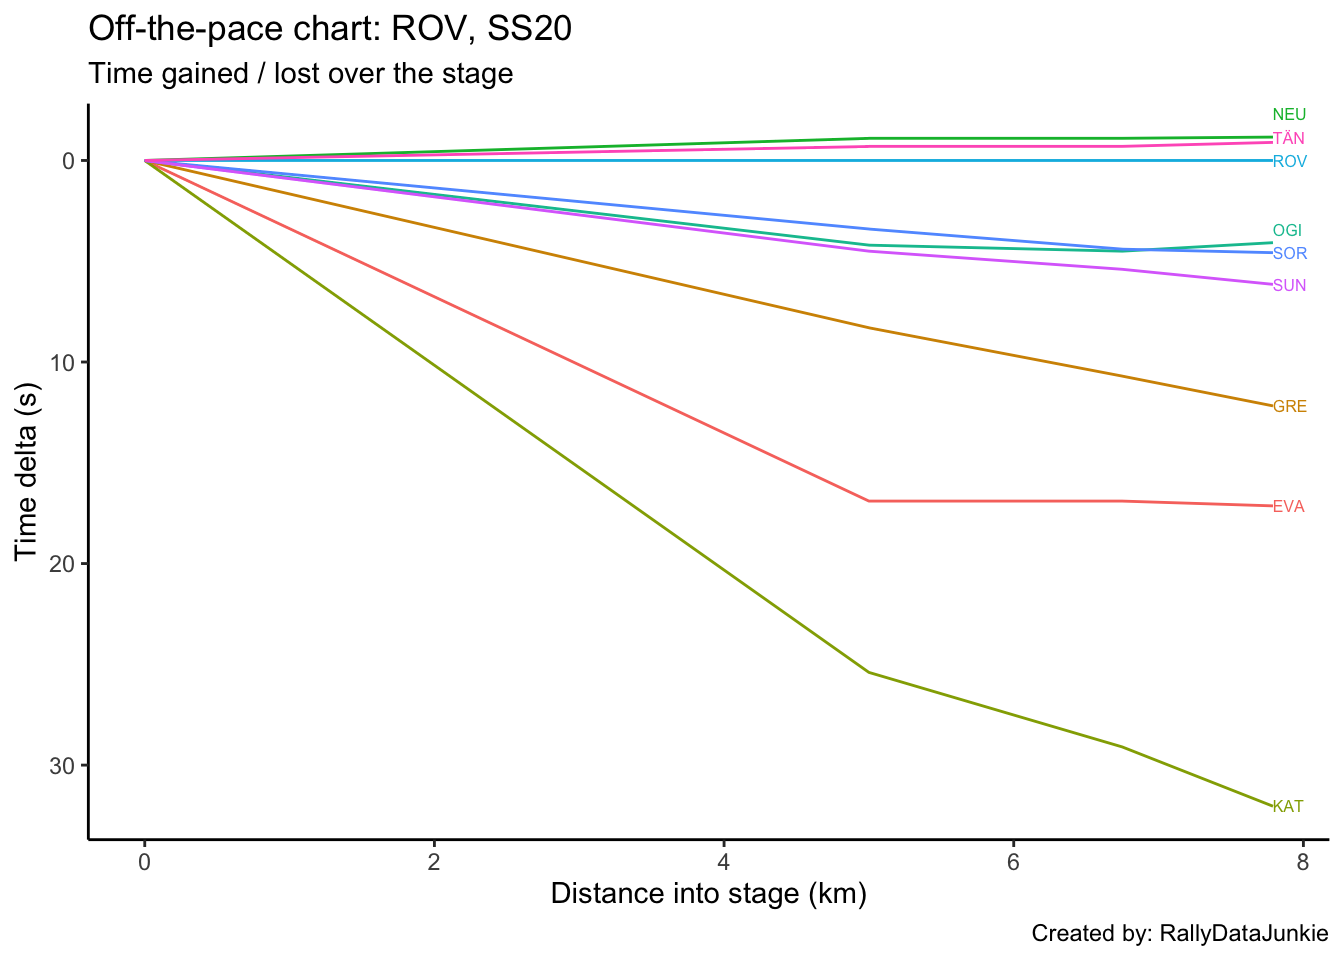 Off-the-pace chart: ROV, SS20
Time gained / lost over the stage
NEU
TÄN
0
ROV
OGI
SOR
SUN
10
GRE
Time delta (s)
EVA
20
30
KAT
0 2 4 6 8
Distance into stage (km)
Created by: RallyDataJunkie